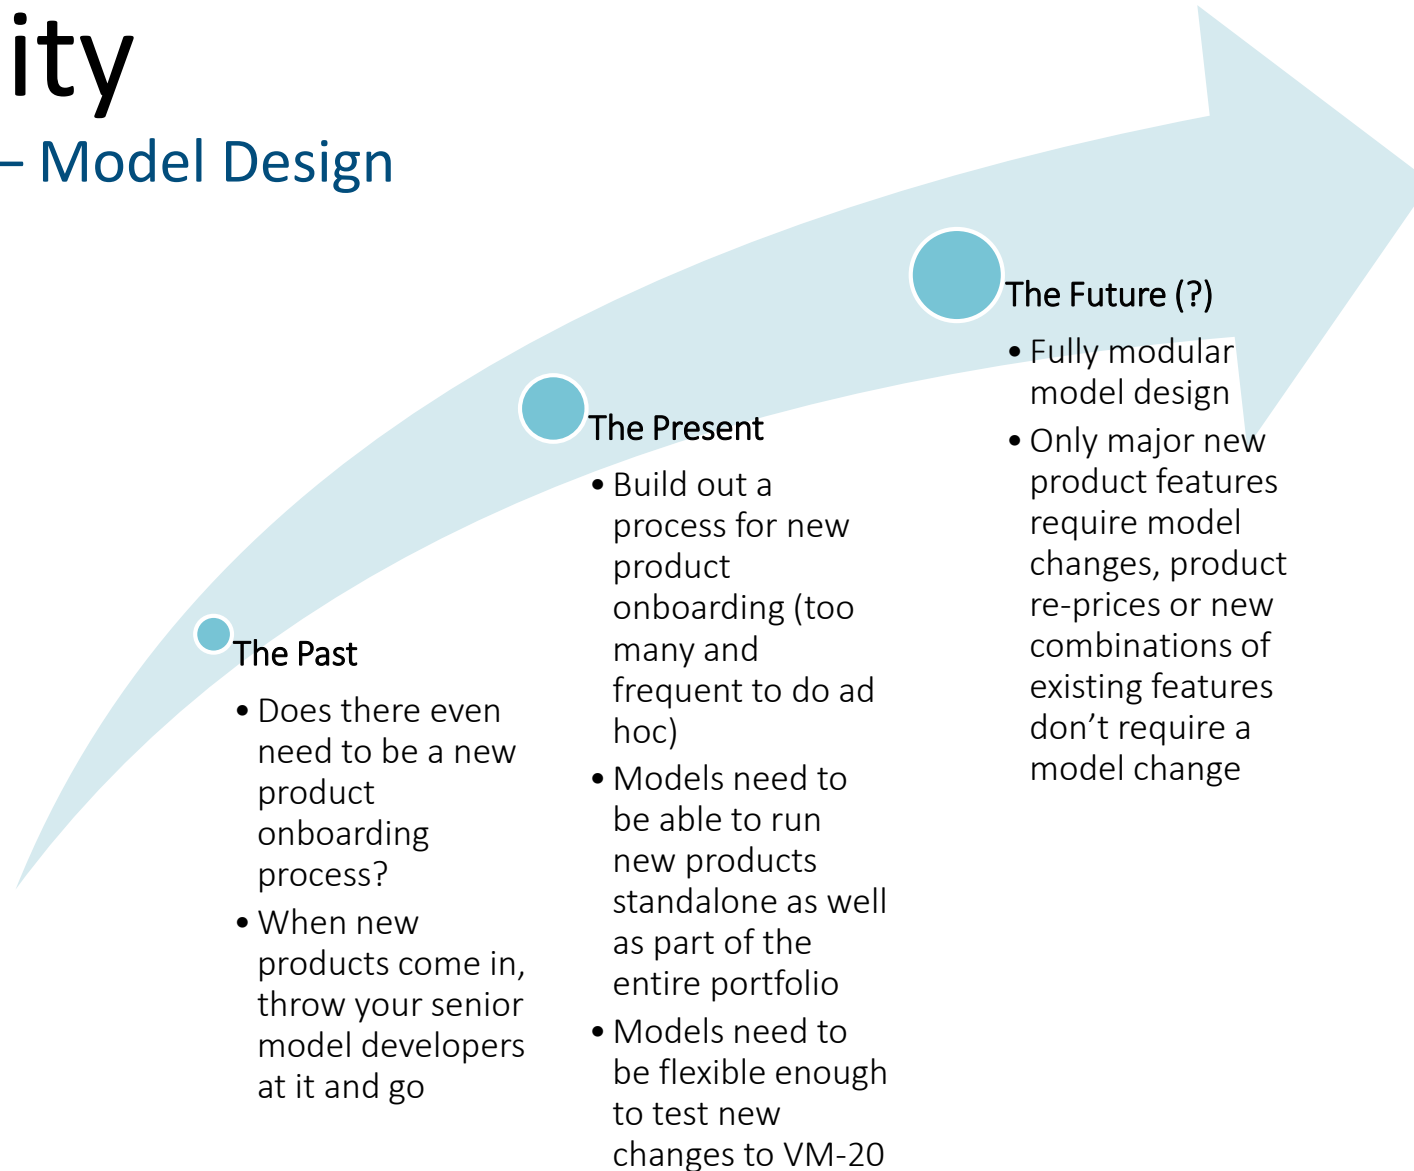 ity
– Model Design
The Past
• Does there even
need to be a new
product
onboarding
process?
• When new
products come in,
throw your senior
model developers
at it and go
The Present
• Build out a
process for new
product
onboarding (too
many and
frequent to do ad
hoc)
• Models need to
be able to run
new products
standalone as well
as part of the
entire portfolio
• Models need to
be flexible enough
to test new
changes to VM-20
The Future (?)
• Fully modular
model design
• Only major new
product features
require model
changes, product
re-prices or new
combinations of
existing features
don’t require a
model change